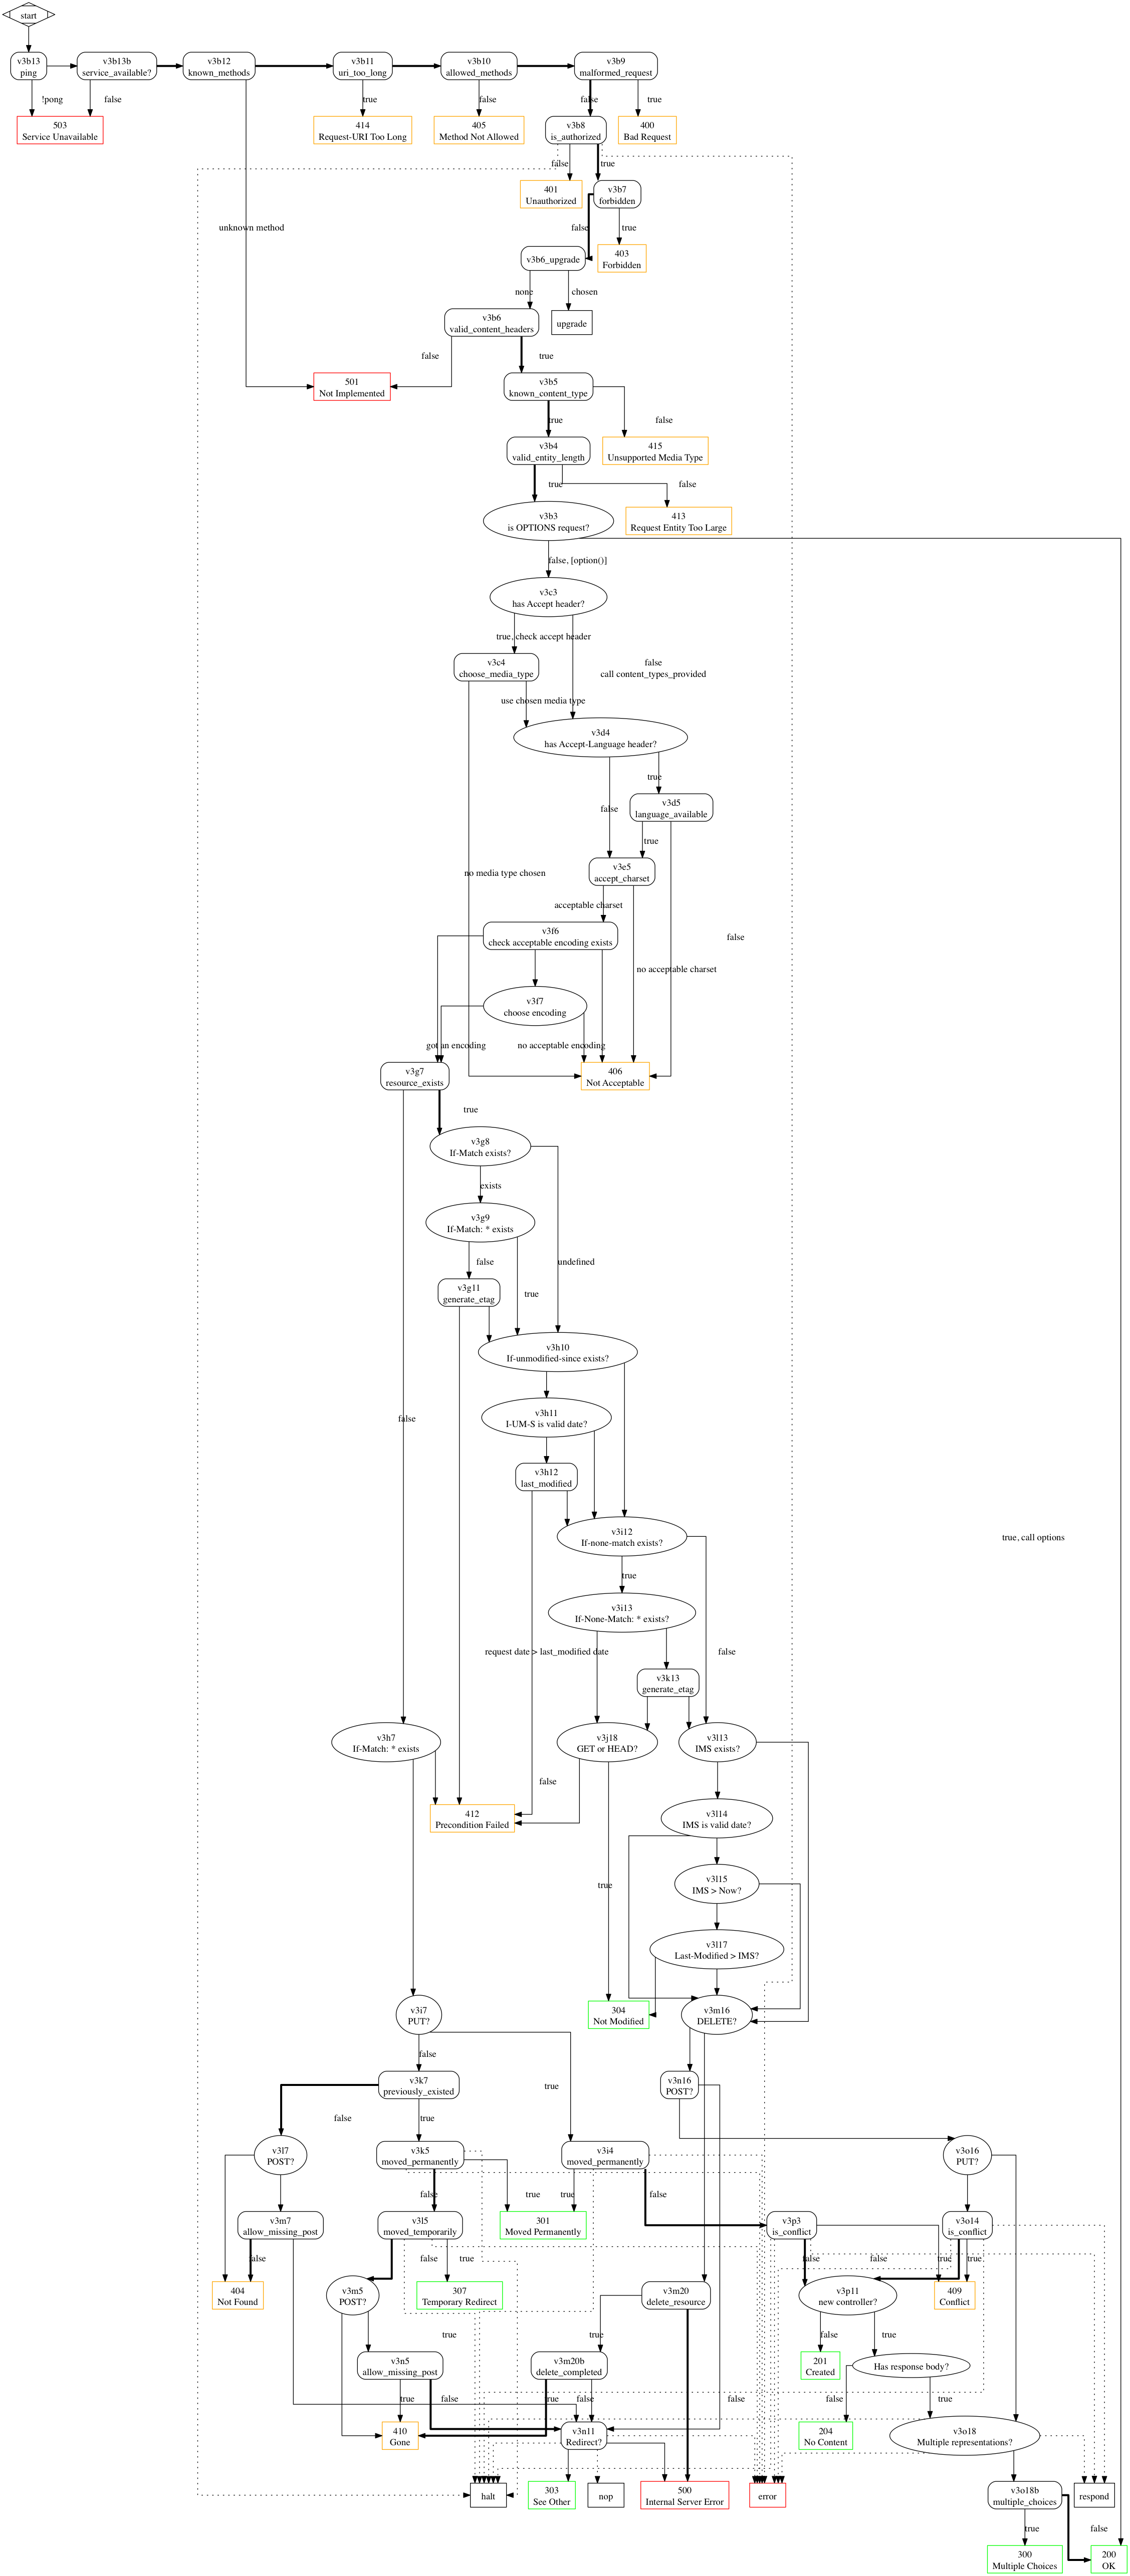 start
v3b13
ping
v3b13b
service_available?
v3b12
known_methods
v3b11
uri_too_long
v3b10
allowed_methods
v3b9
malformed_request
!pong
false
true
false
false
true
503
Service Unavailable
414
Request-URI Too Long
405
Method Not Allowed
v3b8
is_authorized
400
Bad Request
false
true
401
Unauthorized
v3b7
forbidden
unknown method
false
true
403
Forbidden
v3b6_upgrade
none
chosen
v3b6
valid_content_headers
upgrade
false
true
501
Not Implemented
v3b5
known_content_type
true
false
v3b4
valid_entity_length
415
Unsupported Media Type
true
false
v3b3
is OPTIONS request?
413
Request Entity Too Large
false, [option()]
v3c3
has Accept header?
true, check accept header
v3c4
choose_media_type
false
call content_types_provided
use chosen media type
v3d4
has Accept-Language header?
true
false
v3d5
language_available
true
no media type chosen
v3e5
accept_charset
acceptable charset
v3f6
check acceptable encoding exists
false
no acceptable charset
v3f7
choose encoding
got an encoding
no acceptable encoding
v3g7
resource_exists
406
Not Acceptable
true
v3g8
If-Match exists?
exists
v3g9
If-Match: * exists
false
undefined
v3g11
generate_etag
true
v3h10
If-unmodified-since exists?
false
v3h11
I-UM-S is valid date?
v3h12
last_modified
v3i12
If-none-match exists?
true, call options
true
v3i13
If-None-Match: * exists?
request date > last_modified date
false
v3k13
generate_etag
v3h7
If-Match: * exists
v3j18
GET or HEAD?
v3l13
IMS exists?
false
412
Precondition Failed
v3l14
IMS is valid date?
true
v3l15
IMS > Now?
v3l17
Last-Modified > IMS?
v3i7
PUT?
304
Not Modified
v3m16
DELETE?
false
v3k7
previously_existed
true
v3n16
POST?
false
true
v3l7
POST?
v3k5
moved_permanently
v3i4
moved_permanently
v3o16
PUT?
false
true
true
false
v3m7
allow_missing_post
v3l5
moved_temporarily
301
Moved Permanently
v3p3
is_conflict
v3o14
is_conflict
false
false
true
false
false
true
true
404
Not Found
v3m5
POST?
307
Temporary Redirect
v3m20
delete_resource
v3p11
new controller?
409
Conflict
true
true
false
true
v3n5
allow_missing_post
v3m20b
delete_completed
201
Created
Has response body?
true
false
true
false
false
false
true
410
Gone
v3n11
Redirect?
204
No Content
v3o18
Multiple representations?
halt
303
See Other
nop
500
Internal Server Error
error
v3o18b
multiple_choices
respond
true
false
300
Multiple Choices
200
OK